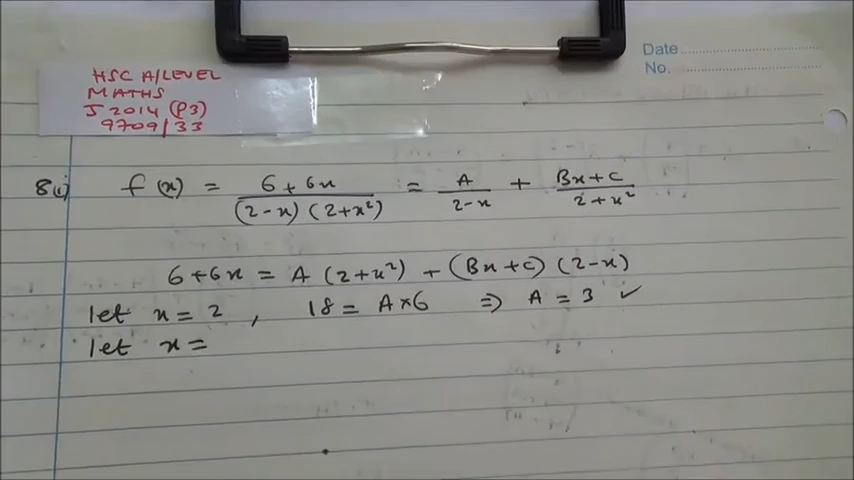 Date
No.
HSC A/LEVEL
MATHS
J 2014 (P3)
9709/33
8(i) f(x) = 6+6x / (2-x)(2+x²) = A / 2-x + Bx+C / 2+x²
6+6x = A(2+x²) + (Bx+C)(2-x)
let x = 2 , 18 = A×6 ⇒ A = 3 ✓
let x =